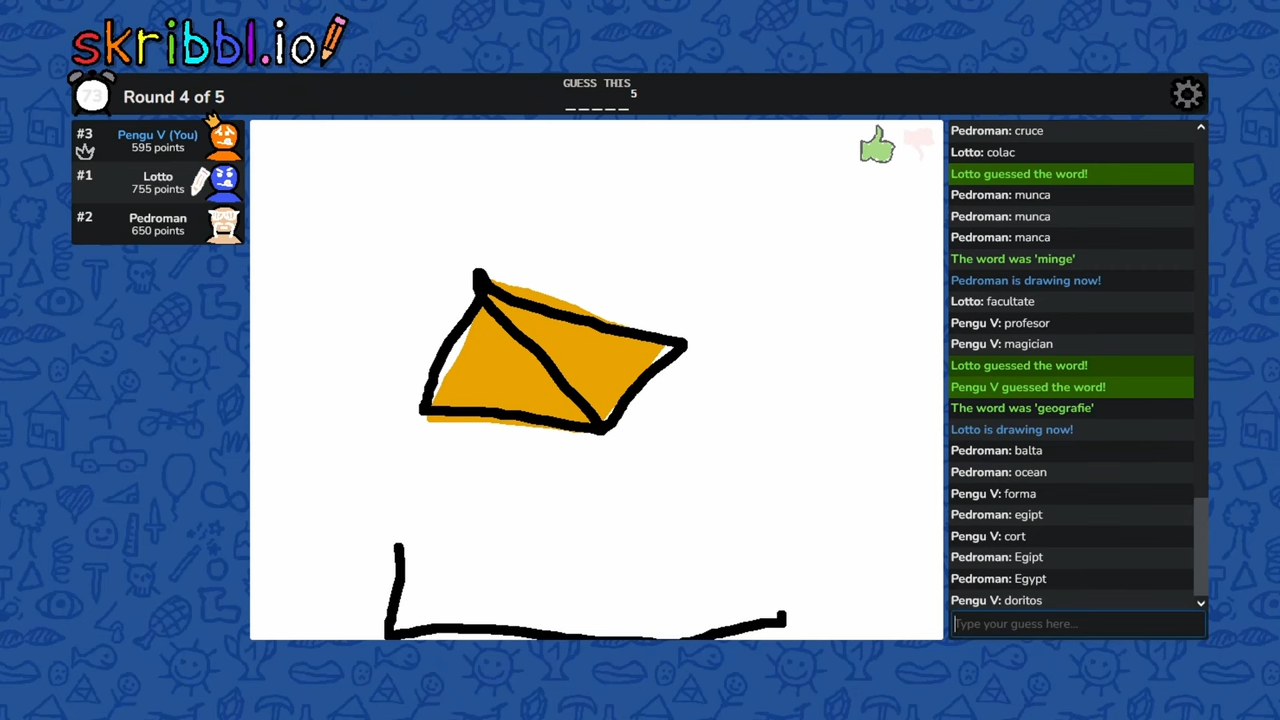 skribbl.io
73
Round 4 of 5
GUESS THIS
_____ 5
#3
Pengu V (You)
595 points
#1
Lotto
755 points
#2
Pedroman
650 points
Pedroman: cruce
Lotto: colac
Lotto guessed the word!
Pedroman: munca
Pedroman: munca
Pedroman: manca
The word was 'minge'
Pedroman is drawing now!
Lotto: facultate
Pengu V: profesor
Pengu V: magician
Lotto guessed the word!
Pengu V guessed the word!
The word was 'geografie'
Lotto is drawing now!
Pedroman: balta
Pedroman: ocean
Pengu V: forma
Pedroman: egipt
Pengu V: cort
Pedroman: Egipt
Pedroman: Egypt
Pengu V: doritos
Type your guess here...